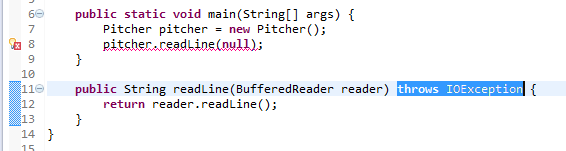 6 public static void main(String[] args) {
7 Pitcher pitcher = new Pitcher();
8 pitcher.readLine(null);
9 }
10
11 public String readLine(BufferedReader reader) throws IOException {
12 return reader.readLine();
13 }
14 }
15